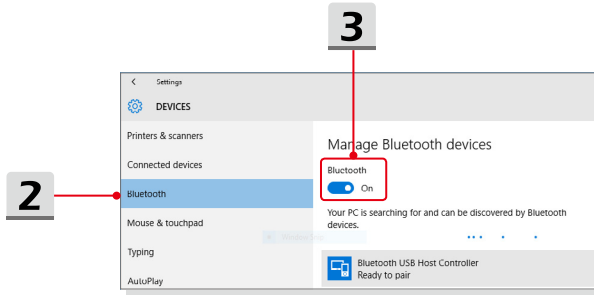 3
Settings
DEVICES
Printers & scanners
Manage Bluetooth devices
Connected devices
Bluetooth
2
Bluetooth
On
Mouse & touchpad
Your PC is searching for and can be discovered by Bluetooth
devices.
Typing
Bluetooth USB Host Controller
Ready to pair
AutoPlay